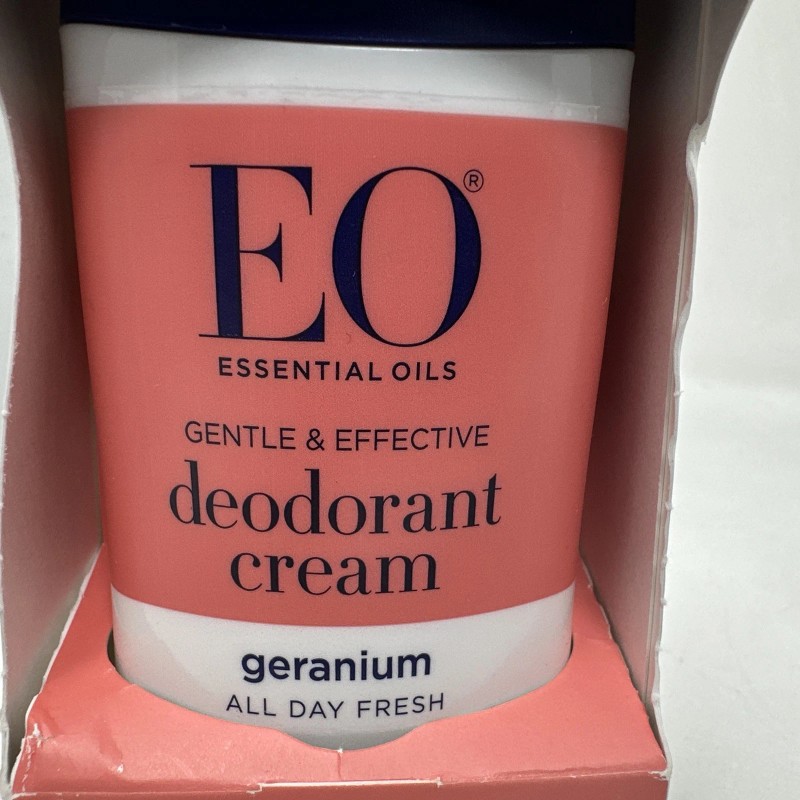 EO®
ESSENTIAL OILS
GENTLE & EFFECTIVE
deodorant
cream
geranium
ALL DAY FRESH